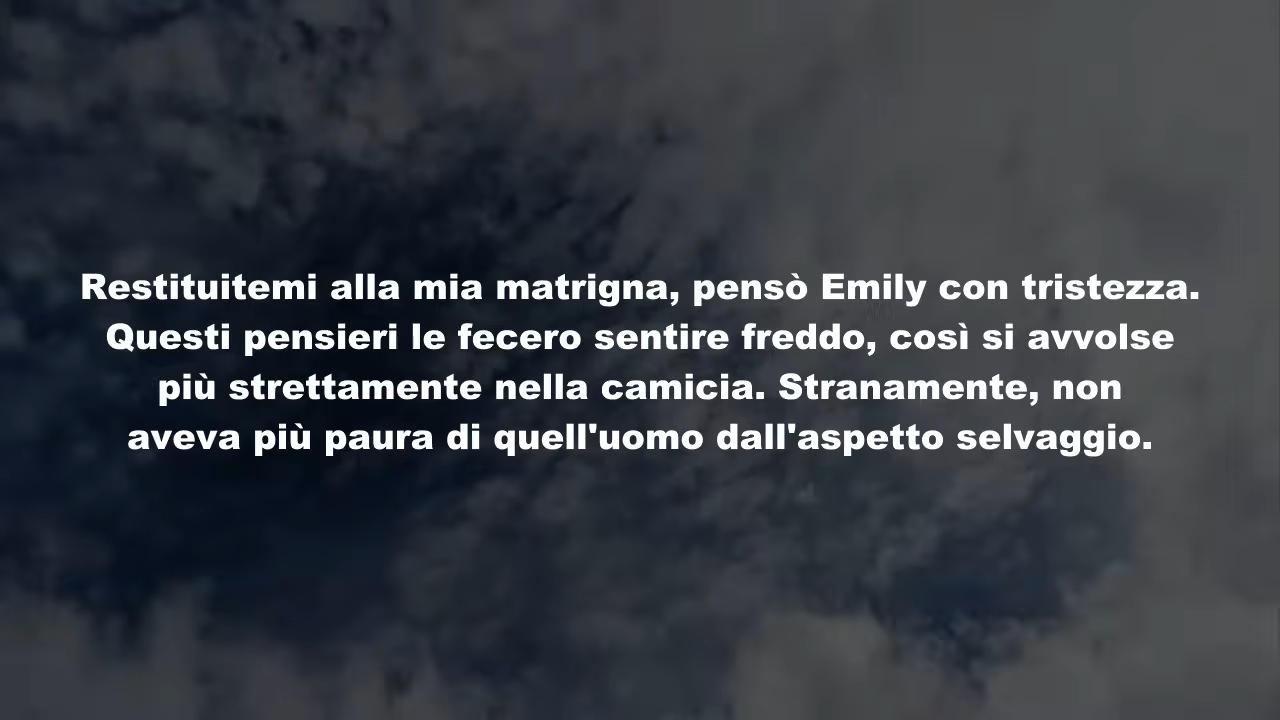 Restituitemi alla mia matrigna, pensò Emily con tristezza.
Questi pensieri le fecero sentire freddo, così si avvolse
più strettamente nella camicia. Stranamente, non
aveva più paura di quell'uomo dall'aspetto selvaggio.